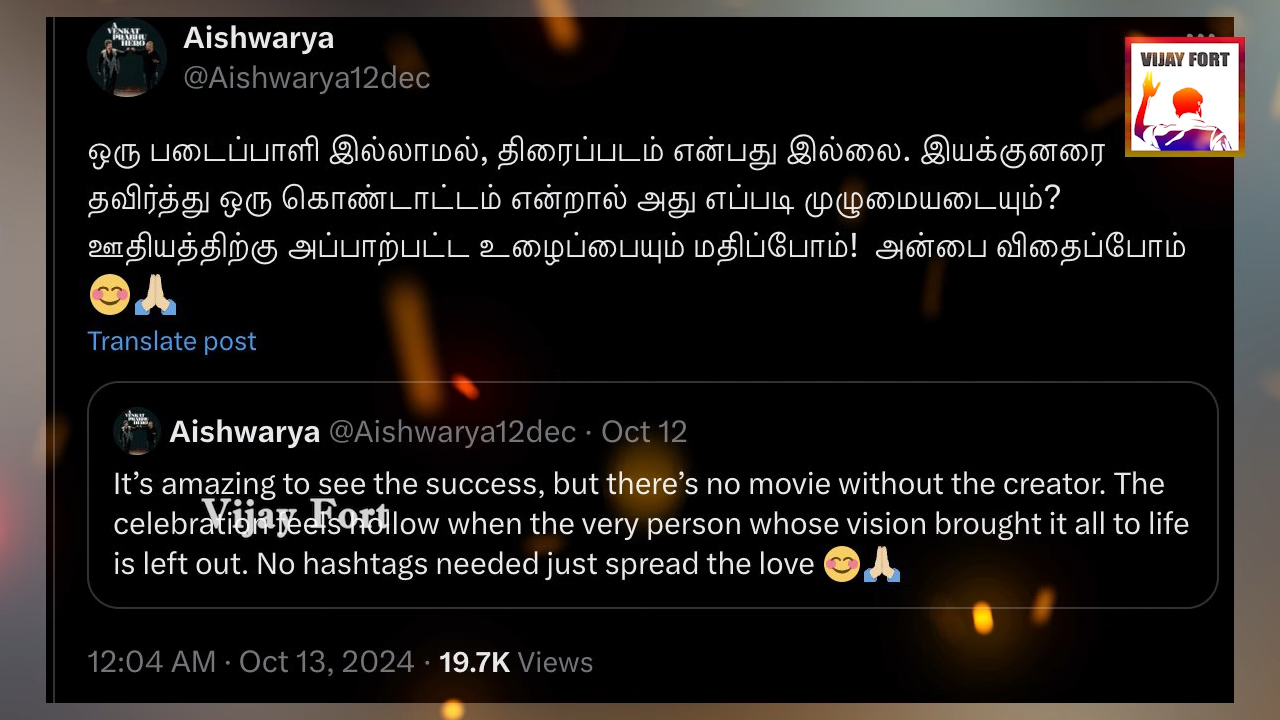 Aishwarya
@Aishwarya12dec
VIJAY FORT
ஒரு படைப்பாளி இல்லாமல், திரைப்படம் என்பது இல்லை. இயக்குனரை
தவிர்த்து ஒரு கொண்டாட்டம் என்றால் அது எப்படி முழுமையடையும்?
ஊதியத்திற்கு அப்பாற்பட்ட உழைப்பையும் மதிப்போம்! அன்பை விதைப்போம்
😊🙏🏻
Translate post
Aishwarya @Aishwarya12dec · Oct 12
It’s amazing to see the success, but there’s no movie without the creator. The
celebration feels hollow when the very person whose vision brought it all to life
is left out. No hashtags needed just spread the love 😊🙏🏻
Vijay Fort
12:04 AM · Oct 13, 2024 · 19.7K Views